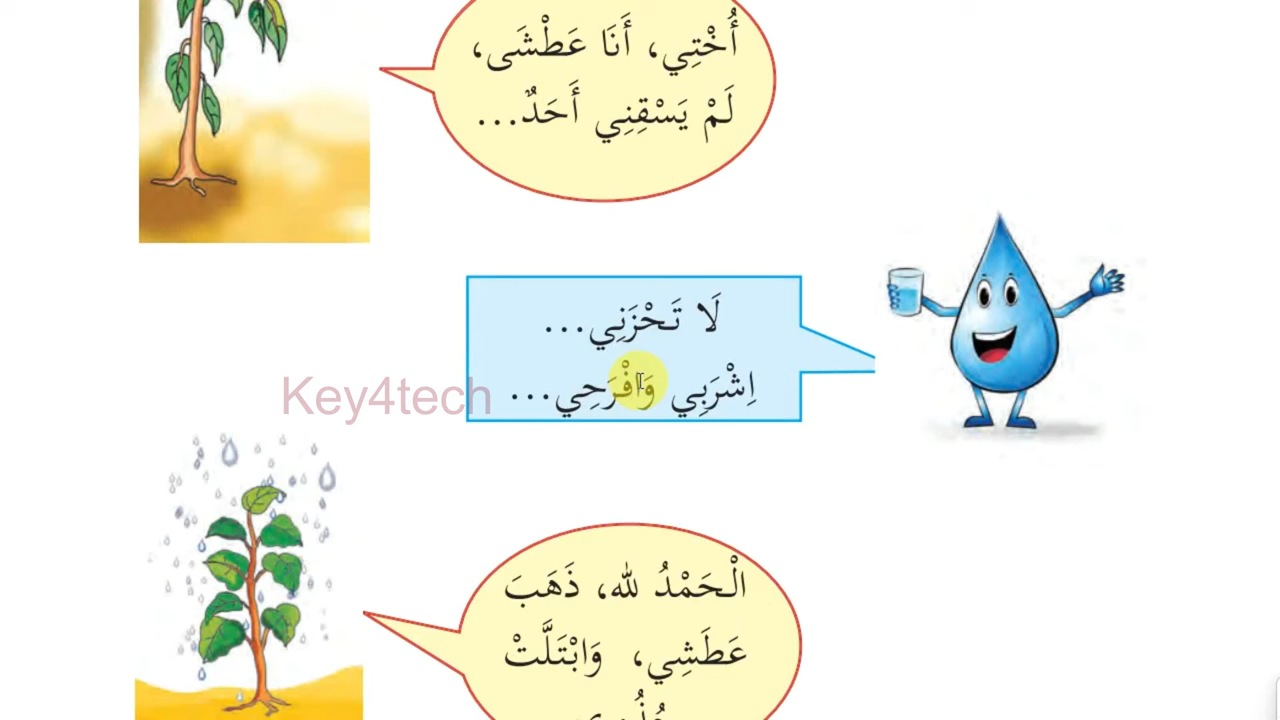 أُخْتِي، أَنَا عَطْشَى،
لَمْ يَسْقِنِي أَحَدٌ...
لَا تَحْزَنِي...
اِشْرَبِي وَافْرَحِي...
Key4tech
الْحَمْدُ لله، ذَهَبَ
عَطَشِي، وَابْتَلَّتْ